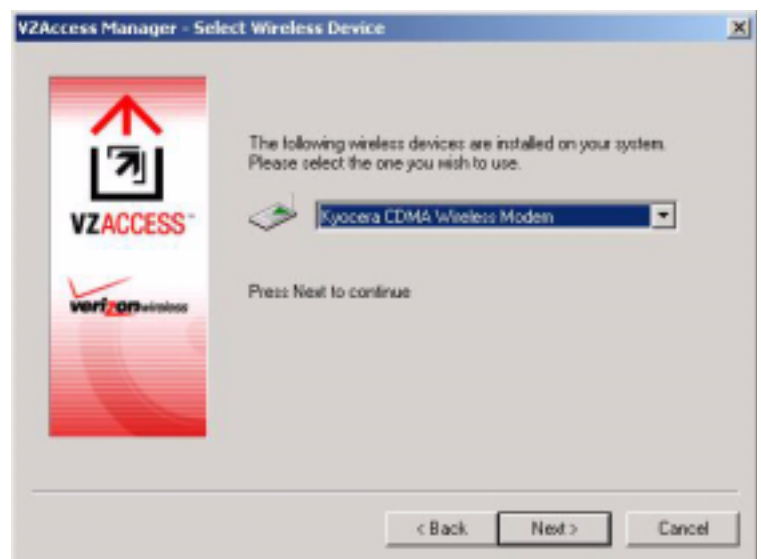 VZAccess Manager - Select Wireless Device
VZACCESS™
verizonwireless
The following wireless devices are installed on your system.
Please select the one you wish to use.
Kyocera CDMA Wireless Modem
Press Next to continue
< Back
Next >
Cancel